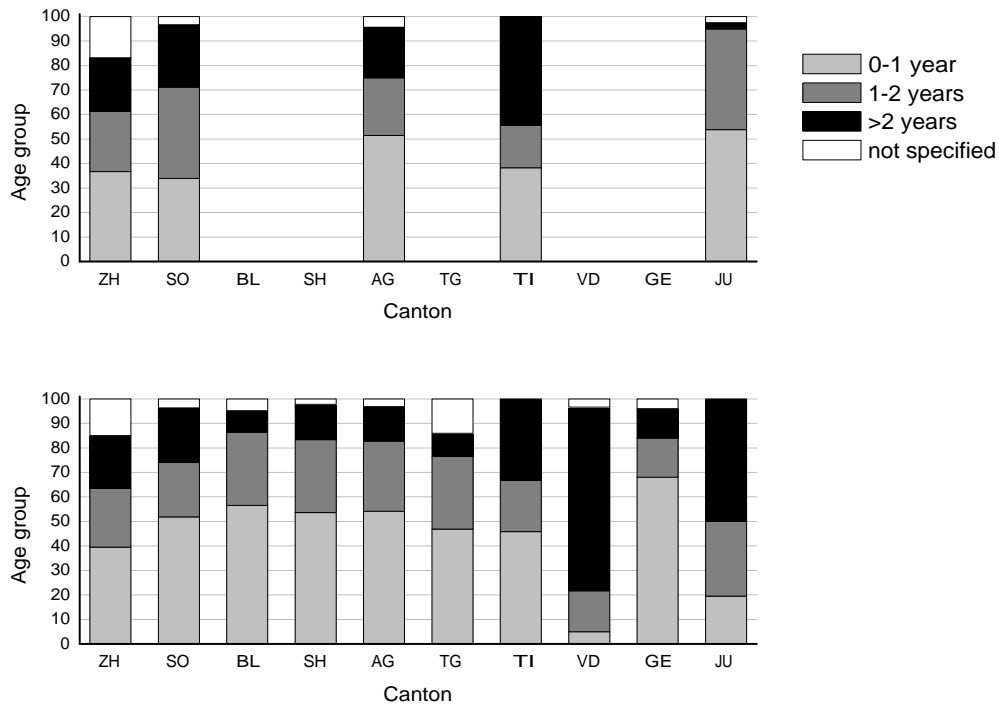 100
90
80
70
60
50
40
30
20
10
0
Age group
ZH SO BL SH AG TG TI VD GE JU
Canton
0-1 year
1-2 years
>2 years
not specified
100
90
80
70
60
50
40
30
20
10
0
Age group
ZH SO BL SH AG TG TI VD GE JU
Canton